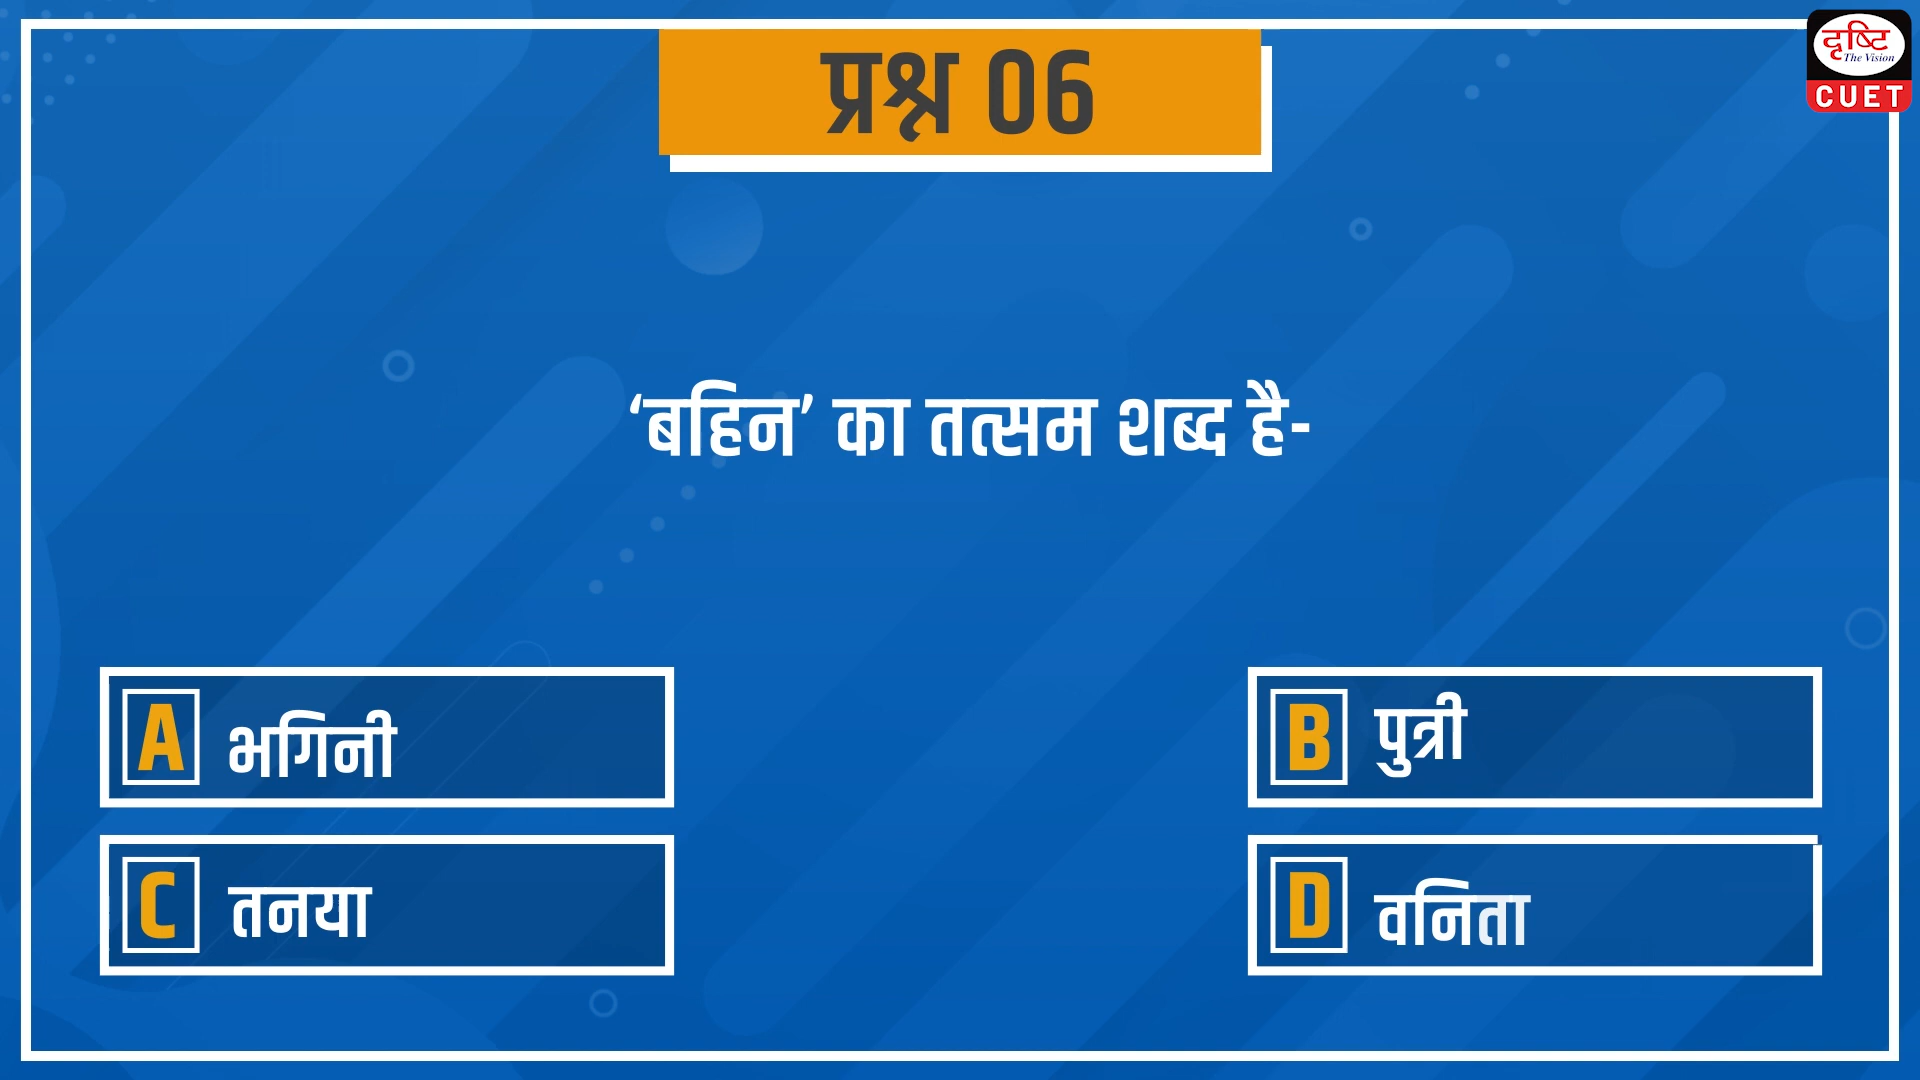 दृष्टि
The Vision
CUET
प्रश्न 06
‘बहिन’ का तत्सम शब्द है-
A भगिनी
B पुत्री
C तनया
D वनिता